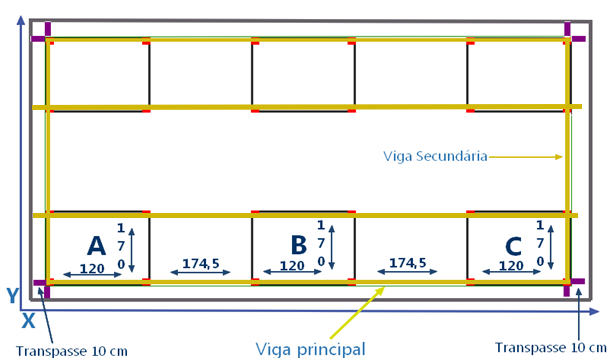 Viga Secundária
A
1
7
0
120
174,5
B
1
7
0
120
174,5
C
1
7
0
120
Y
X
Transpasse 10 cm
Viga principal
Transpasse 10 cm